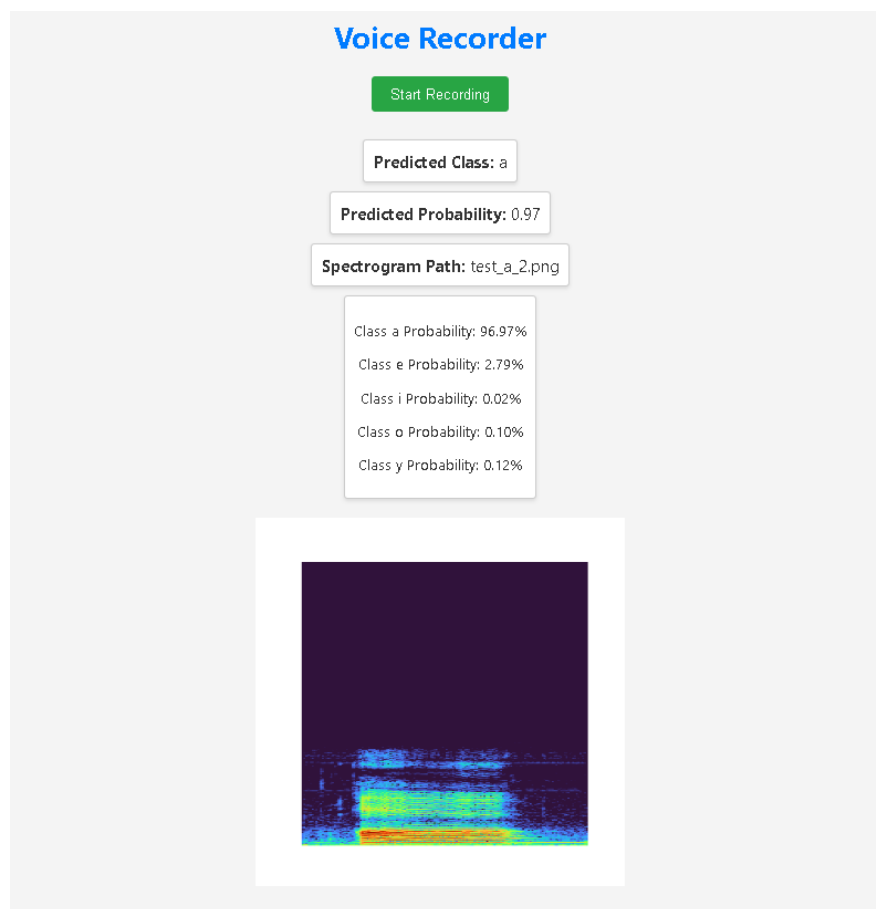 Voice Recorder
Start Recording
Predicted Class: a
Predicted Probability: 0.97
Spectrogram Path: test_a_2.png
Class a Probability: 96.97%
Class e Probability: 2.79%
Class i Probability: 0.02%
Class o Probability: 0.10%
Class y Probability: 0.12%